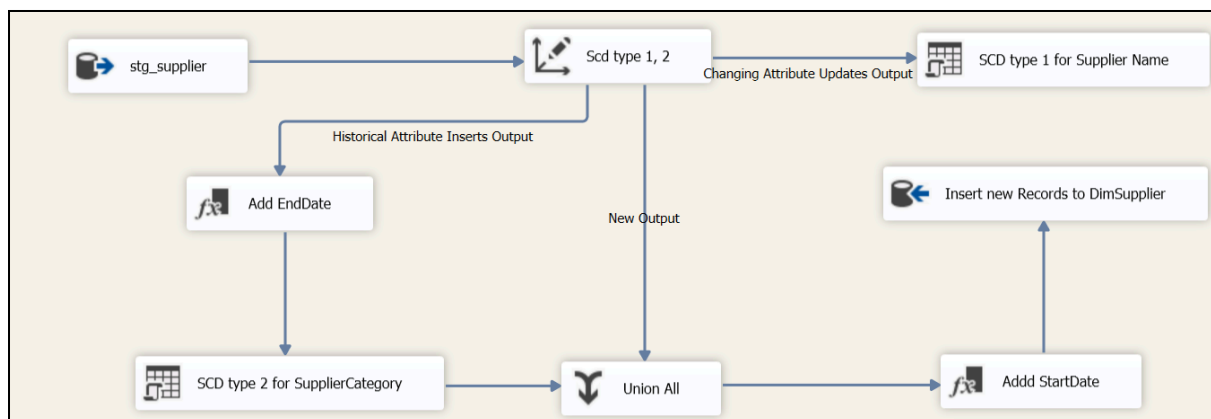 stg_supplier
Scd type 1, 2
Changing Attribute Updates Output
SCD type 1 for Supplier Name
Historical Attribute Inserts Output
Add EndDate
New Output
Insert new Records to DimSupplier
SCD type 2 for SupplierCategory
Union All
Addd StartDate